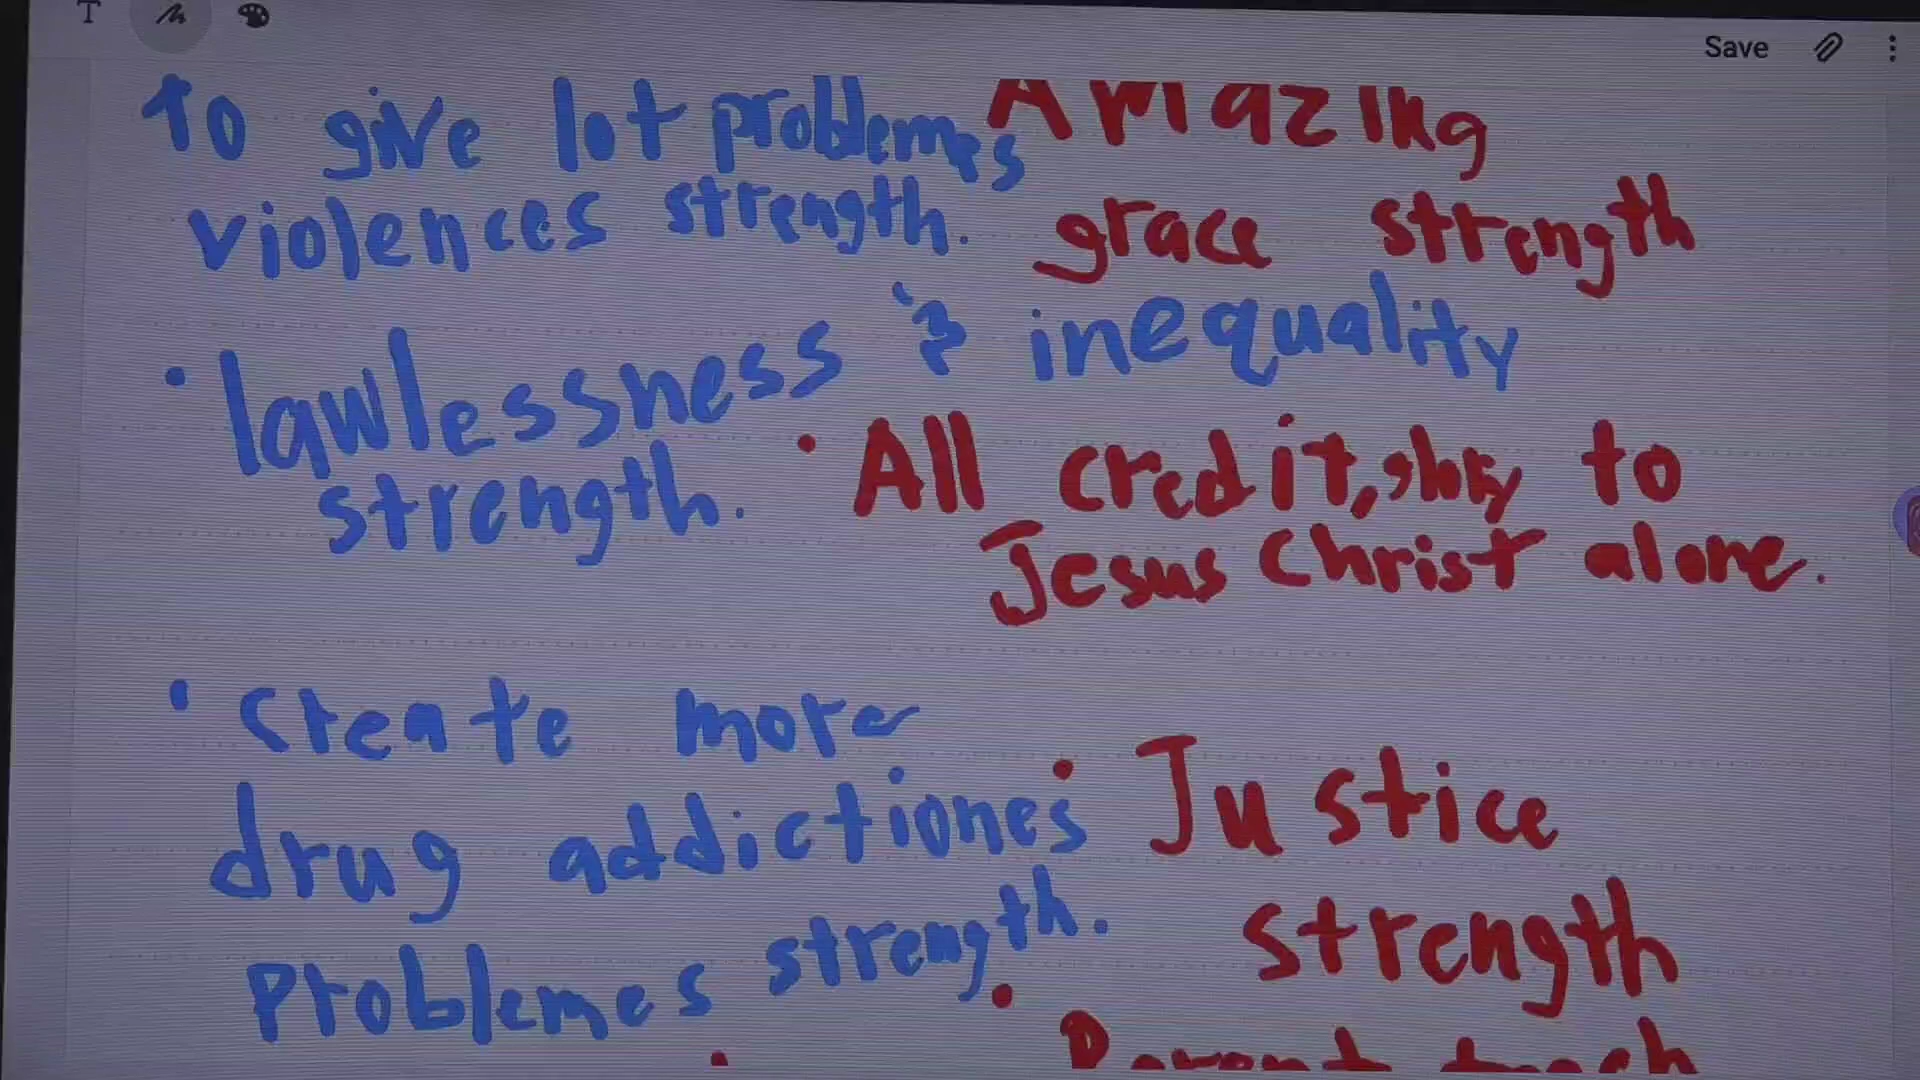 T
Save
To give lot problemes
violences strength.
Amazing
grace strength
• lawlessness & inequality
strength.
• All credit, glory to
Jesus Christ alone.
• Create more
drug addictiones
Problemes strength.
• Justice
strength
•